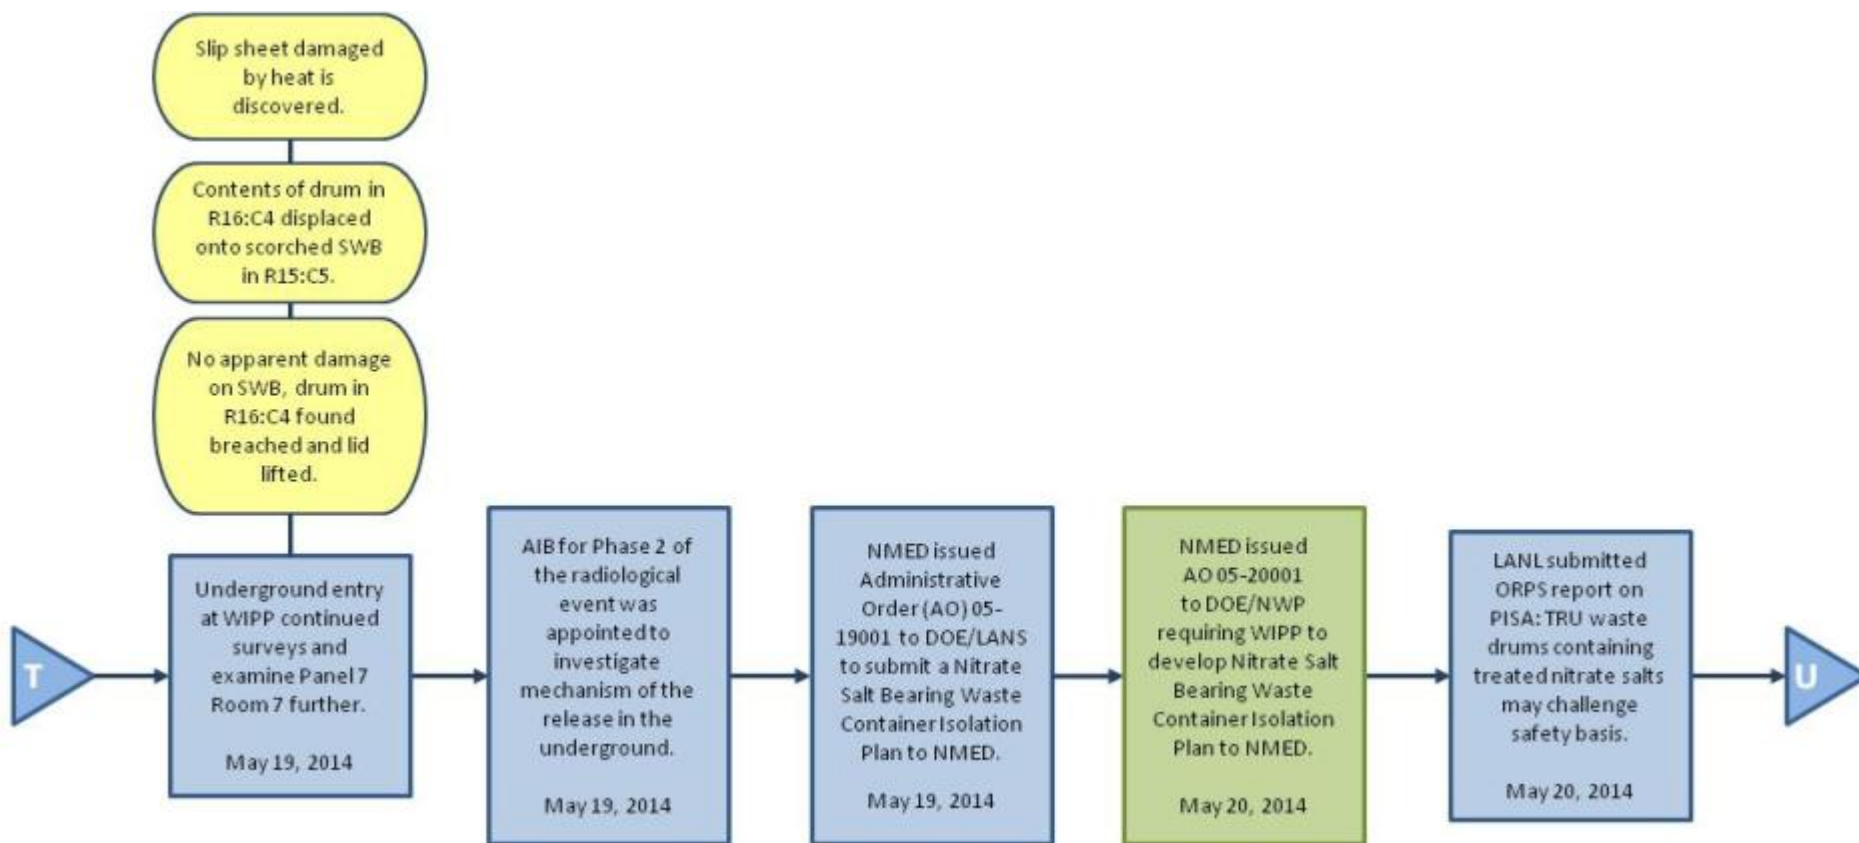 Slip sheet damaged
by heat is
discovered.
Contents of drum in
R16:C4 displaced
onto scorched SWB
in R15:C5.
No apparent damage
on SWB, drum in
R16:C4 found
breached and lid
lifted.
T
Underground entry
at WIPP continued
surveys and
examine Panel 7
Room 7 further.
May 19, 2014
AIB for Phase 2 of
the radiological
event was
appointed to
investigate
mechanism of the
release in the
underground.
May 19, 2014
NMED issued
Administrative
Order (AO) 05-
19001 to DOE/LANS
to submit a Nitrate
Salt Bearing Waste
Container Isolation
Plan to NMED.
May 19, 2014
NMED issued
AO 05-20001
to DOE/NWP
requiring WIPP to
develop Nitrate Salt
Bearing Waste
Container Isolation
Plan to NMED.
May 20, 2014
LANL submitted
ORPS report on
PISA: TRU waste
drums containing
treated nitrate salts
may challenge
safety basis.
May 20, 2014
U